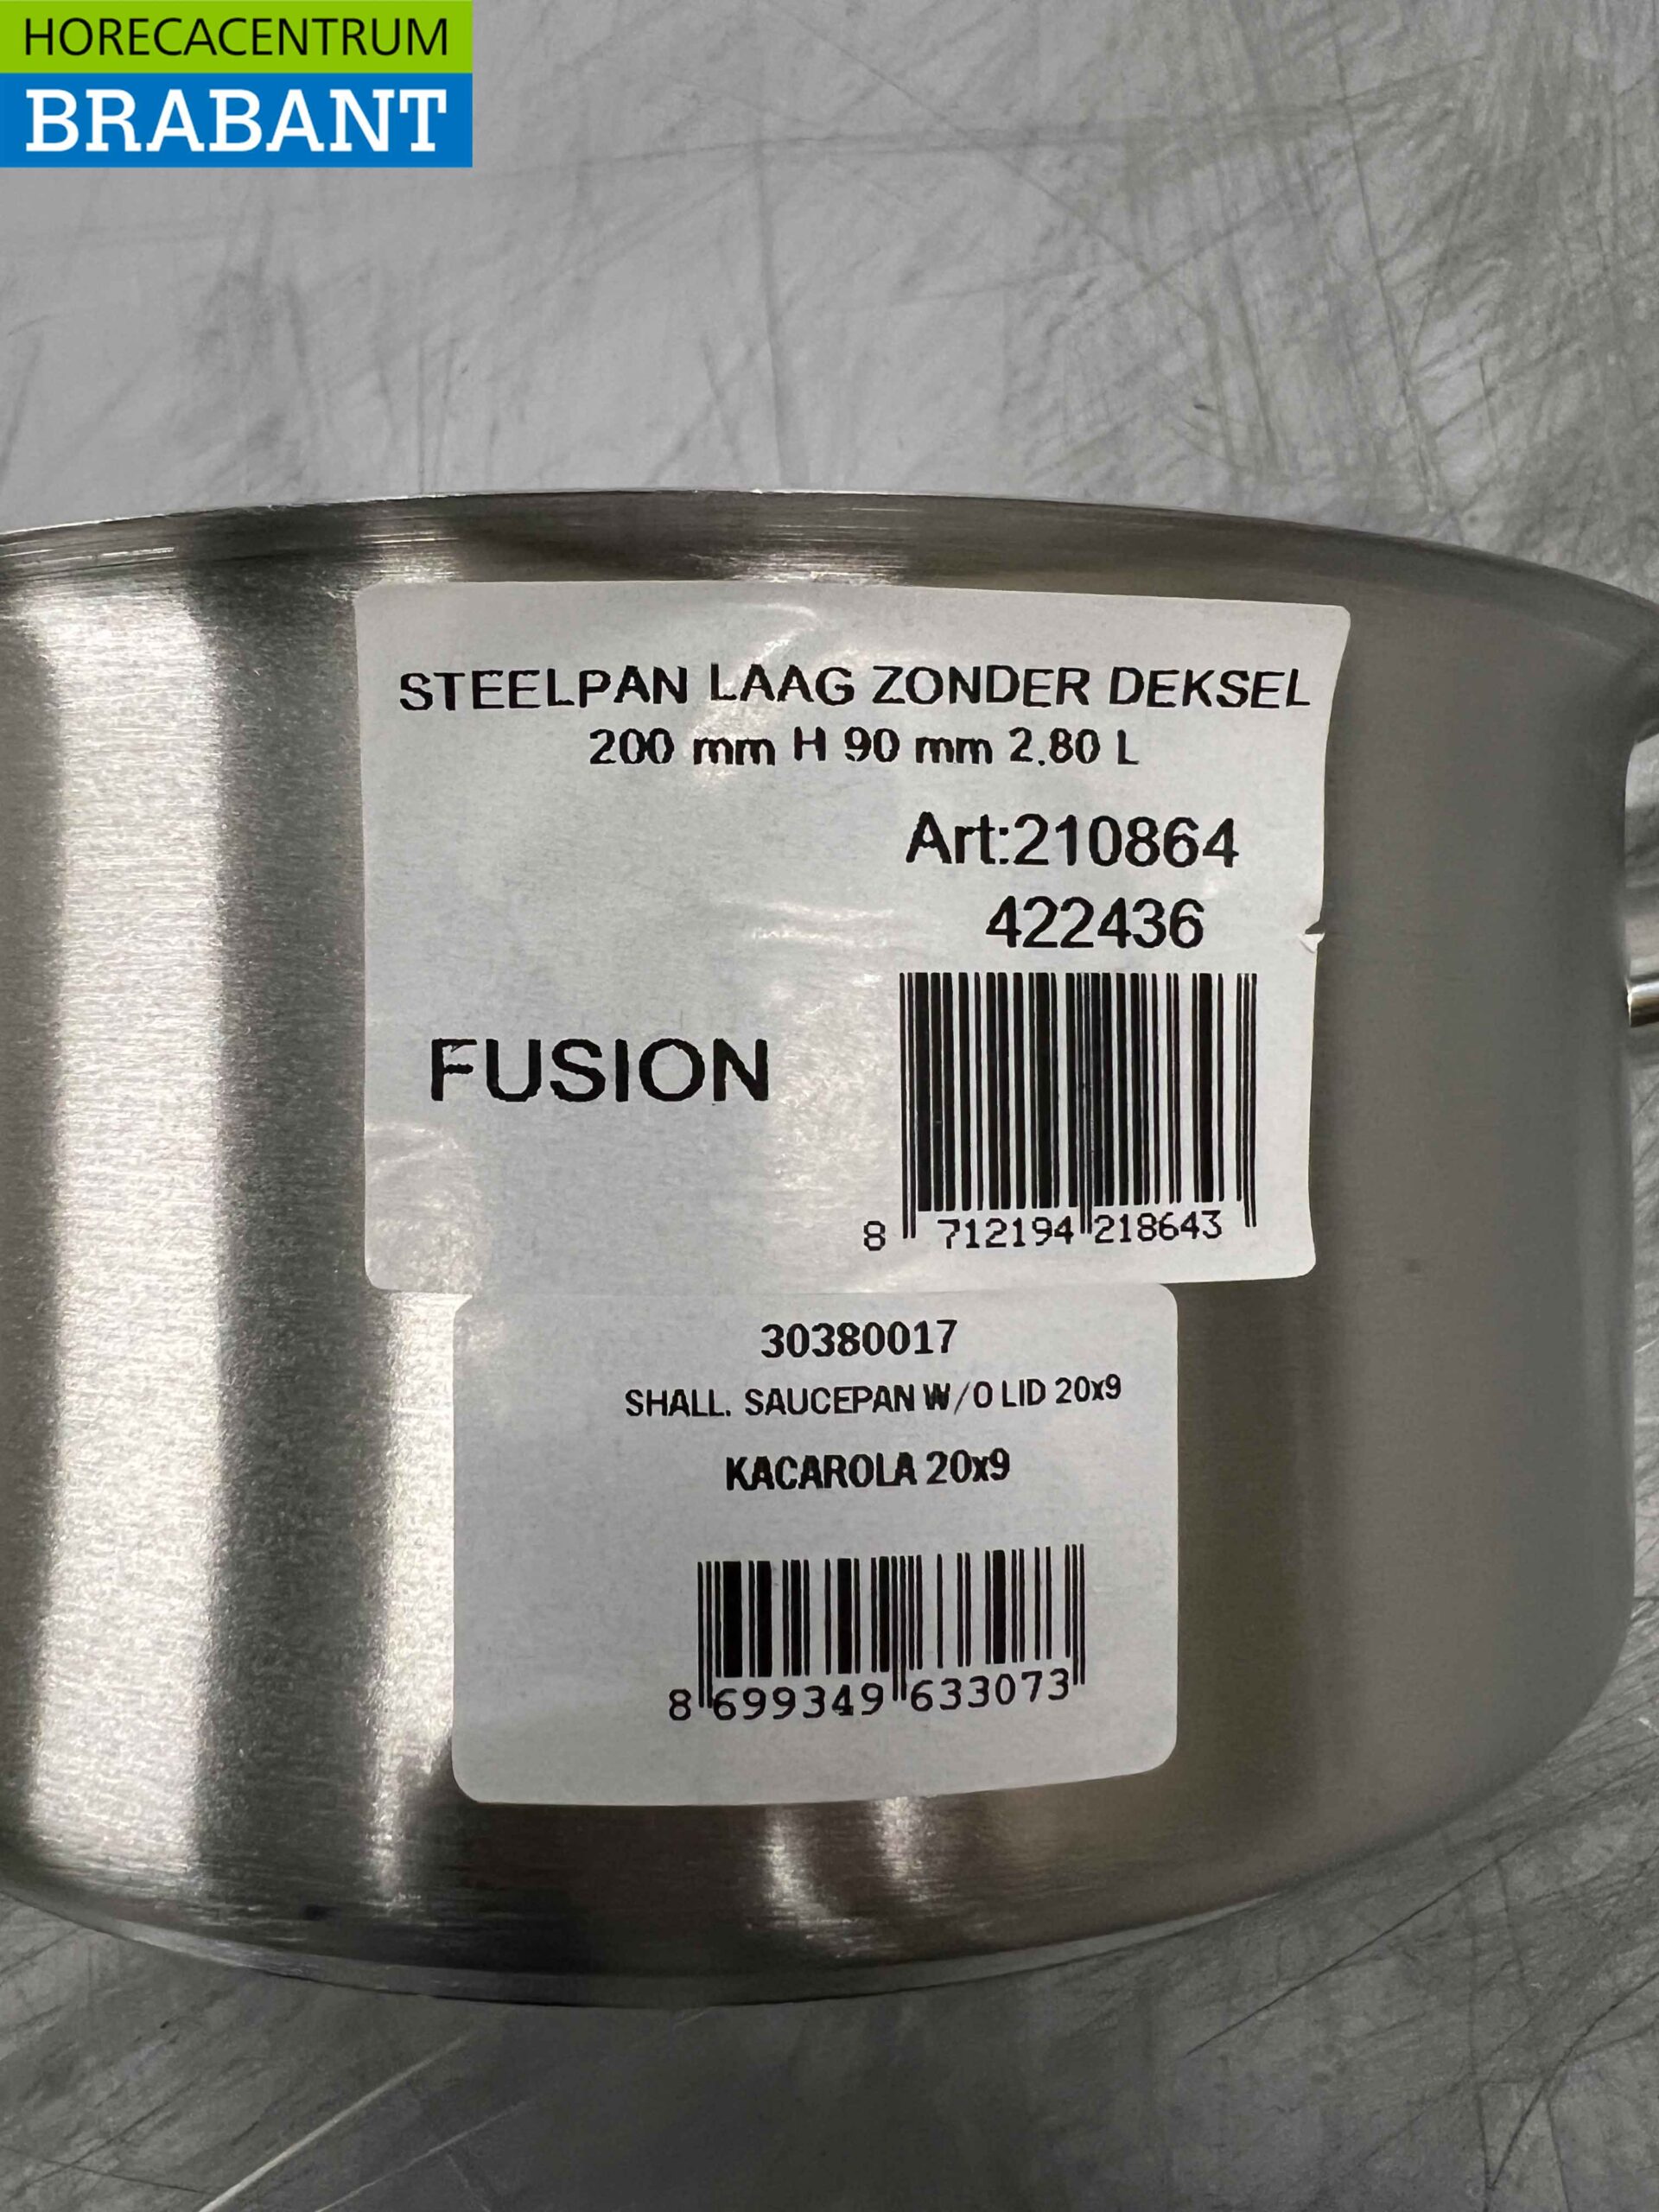 HORECACENTRUM
BRABANT
STEELPAN LAAG ZONDER DEKSEL
200 mm H 90 mm 2.80 L
Art:210864
422436
FUSION
8 712194 218643
30380017
SHALL. SAUCEPAN W/O LID 20x9
KACAROLA 20x9
8 699349 633073